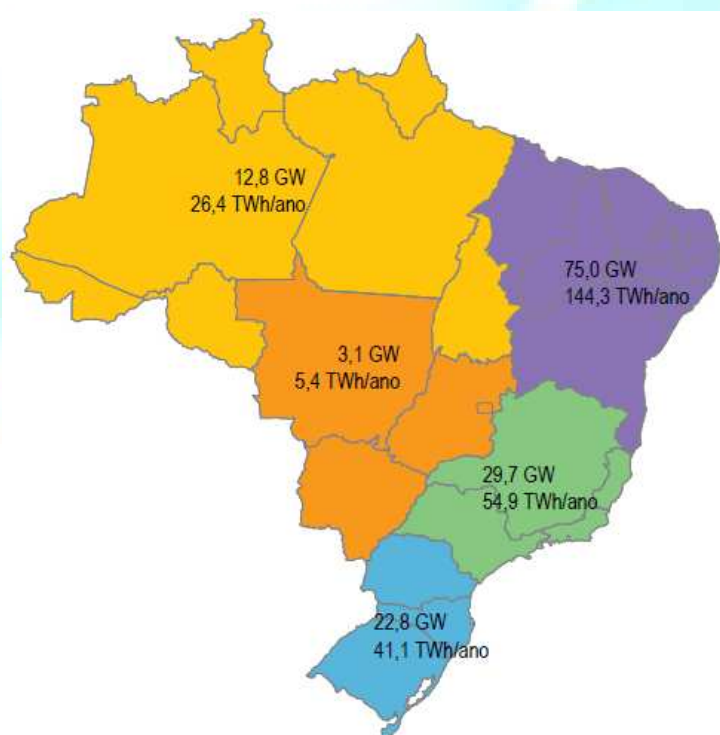 12,8 GW
26,4 TWh/ano
75,0 GW
144,3 TWh/ano
3,1 GW
5,4 TWh/ano
29,7 GW
54,9 TWh/ano
22,8 GW
41,1 TWh/ano